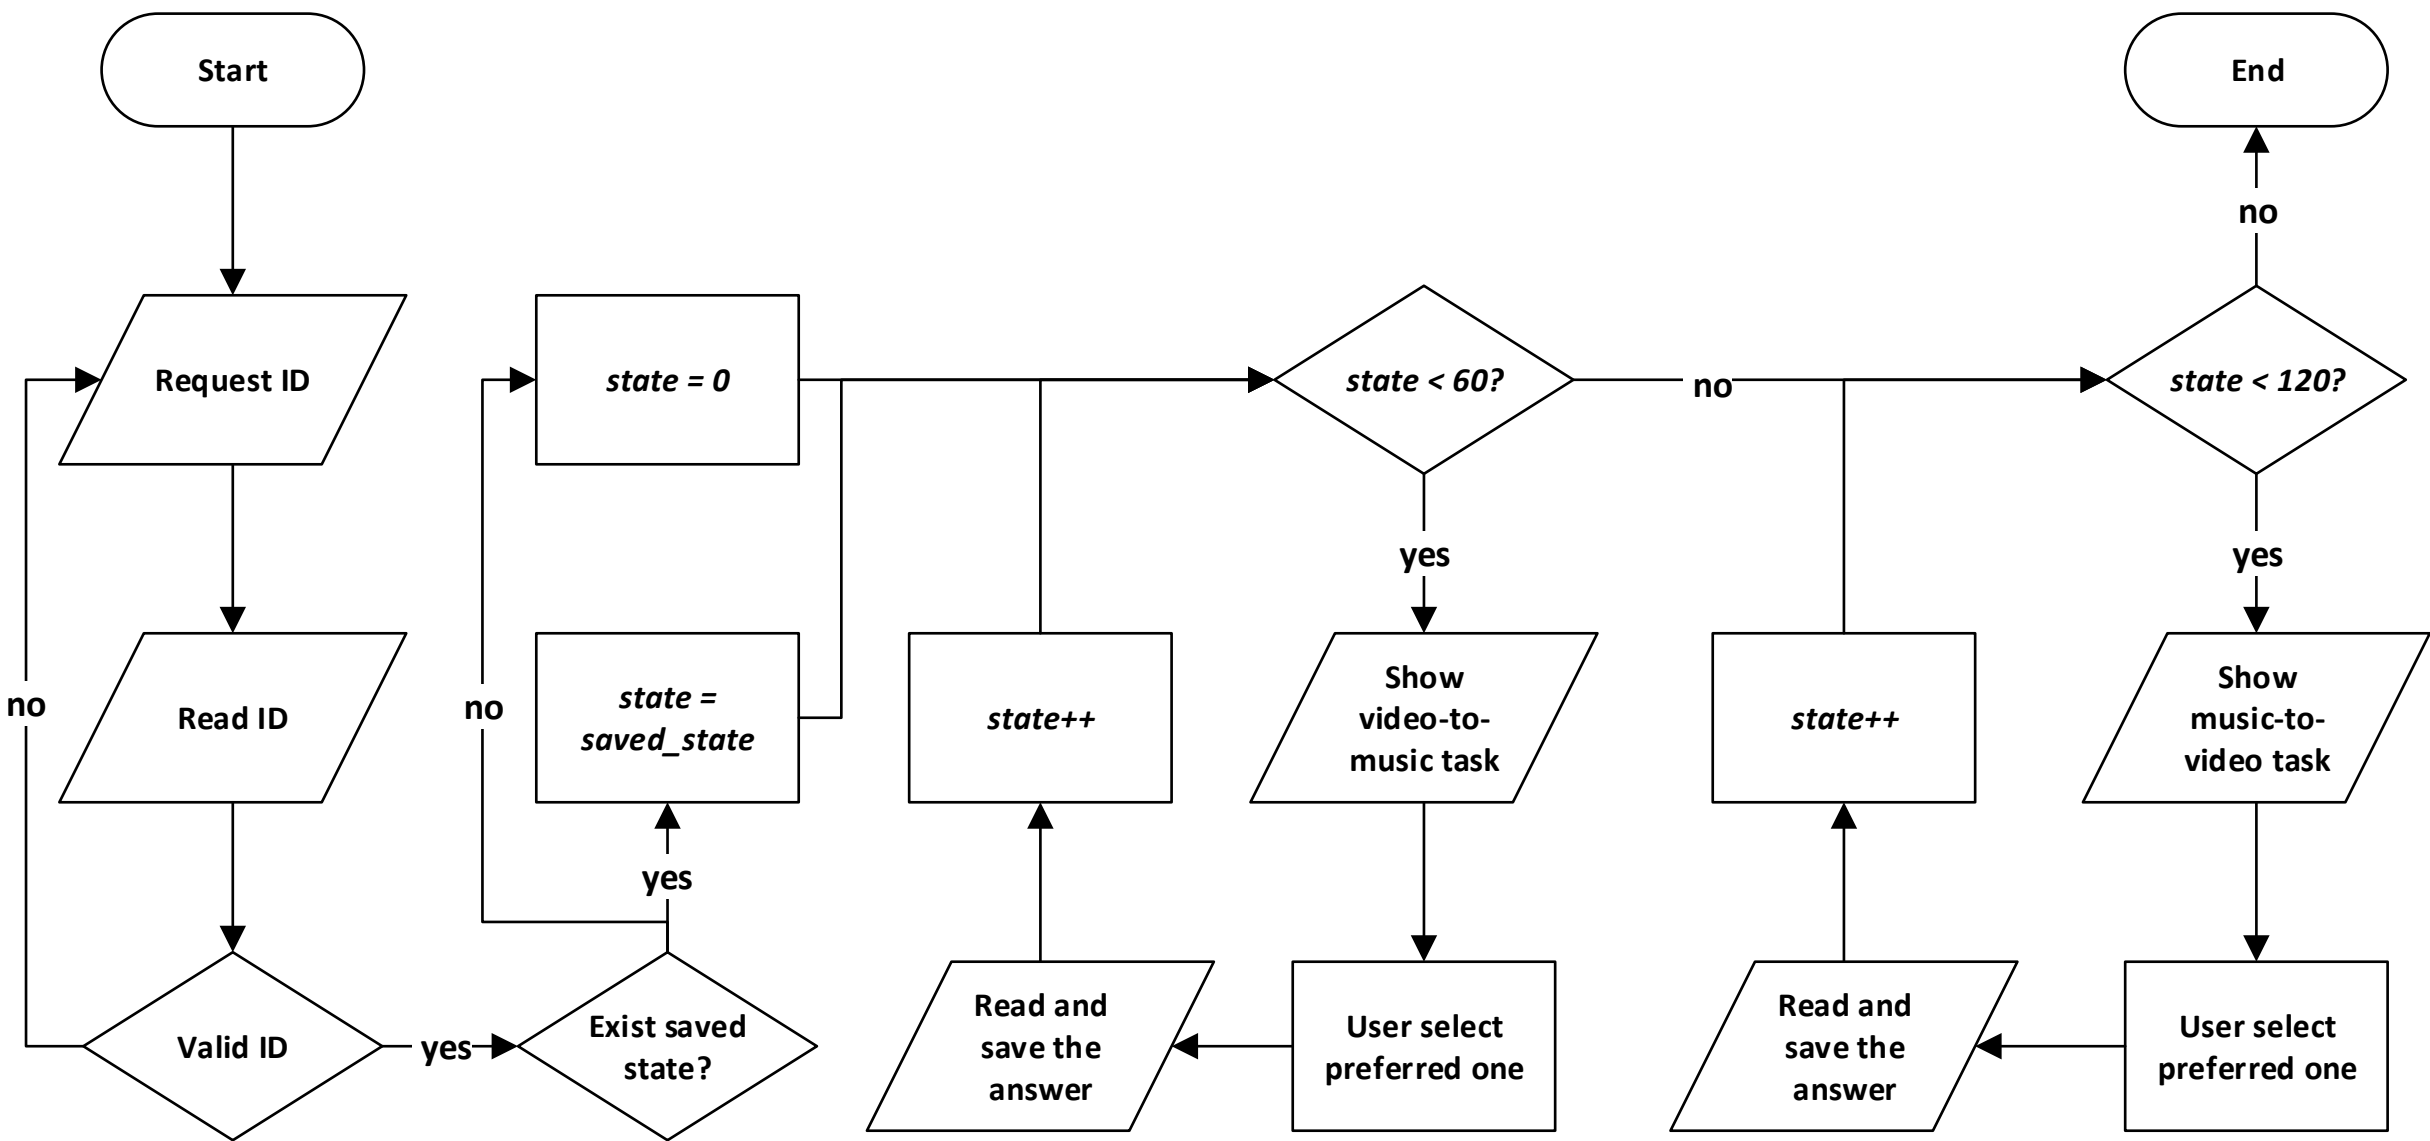 Start
End
no
Request ID
state = 0
state < 60?
no
state < 120?
yes
yes
no
Read ID
no
state =
saved_state
state++
Show
video-to-
music task
state++
Show
music-to-
video task
yes
Valid ID
yes
Exist saved
state?
Read and
save the
answer
User select
preferred one
Read and
save the
answer
User select
preferred one